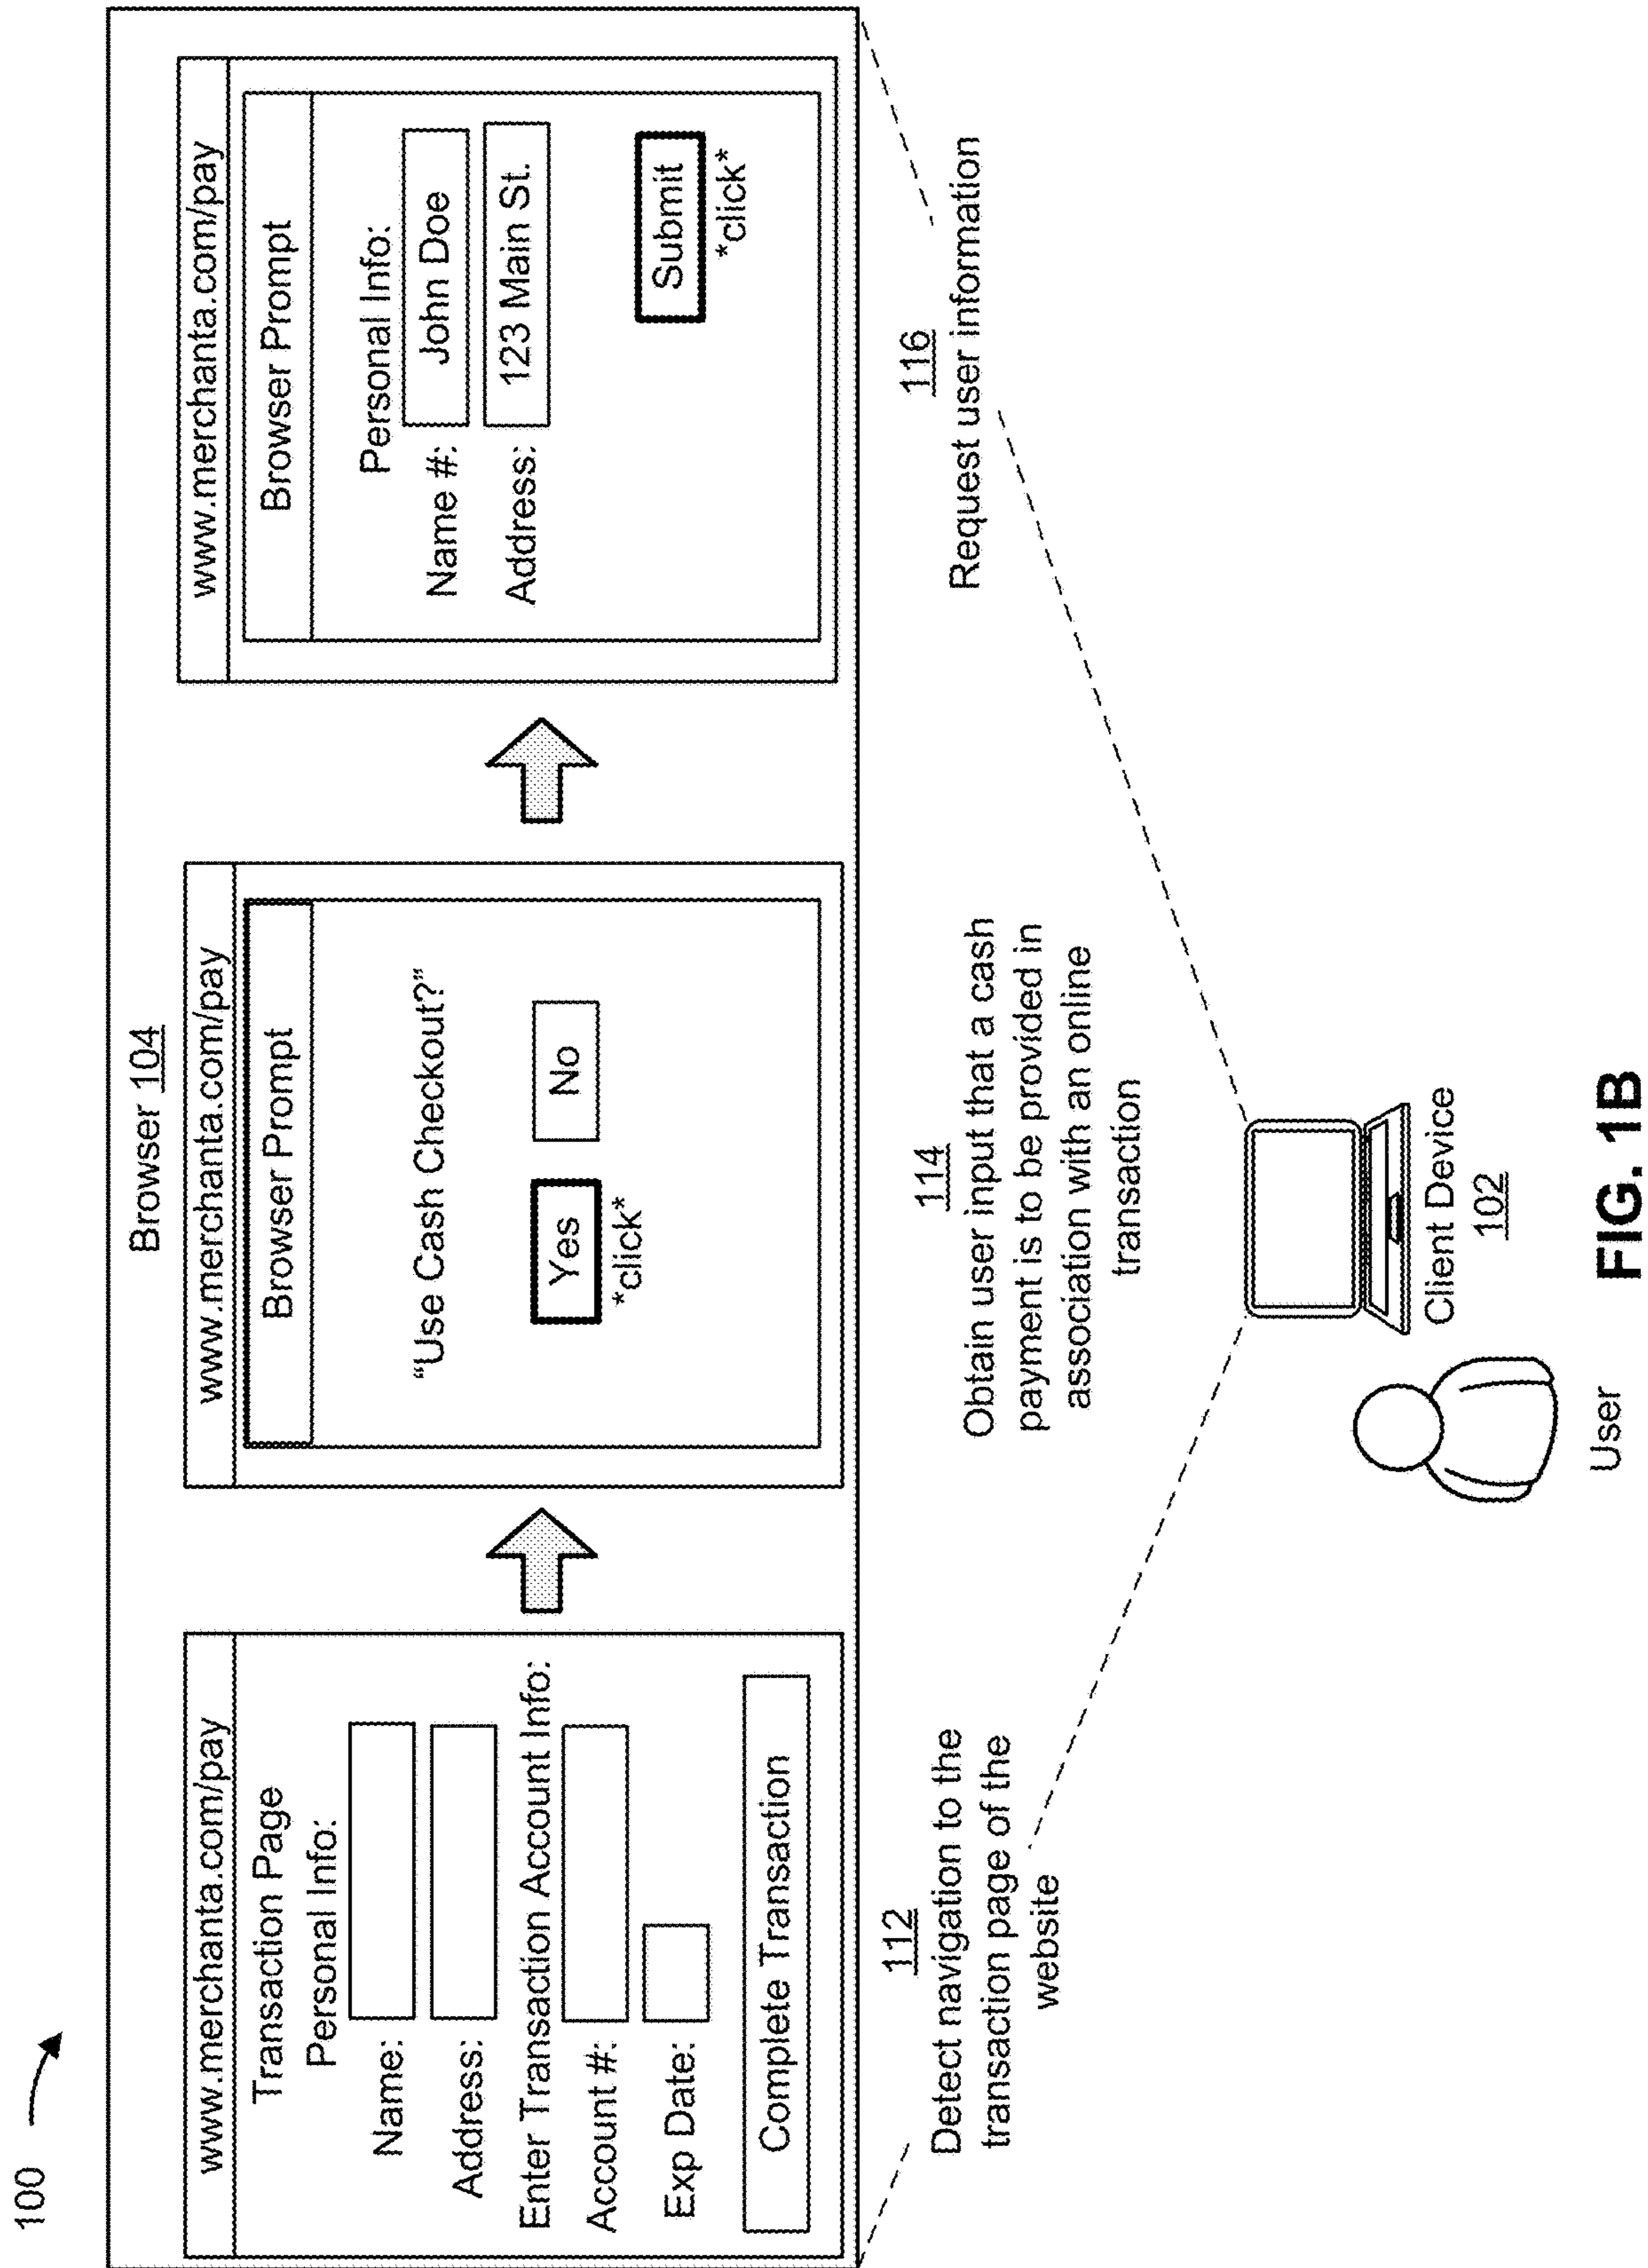 100
Browser 104
www.merchanta.com/pay
Transaction Page
Personal Info:
Name:
Address:
Enter Transaction Account Info:
Account #:
Exp Date:
Complete Transaction
www.merchanta.com/pay
Browser Prompt
“Use Cash Checkout?”
Yes
No
*click*
www.merchanta.com/pay
Browser Prompt
Personal Info:
Name #: John Doe
Address: 123 Main St.
Submit
*click*
112
Detect navigation to the
transaction page of the
website
114
Obtain user input that a cash
payment is to be provided in
association with an online
transaction
116
Request user information
User
Client Device
102
FIG. 1B